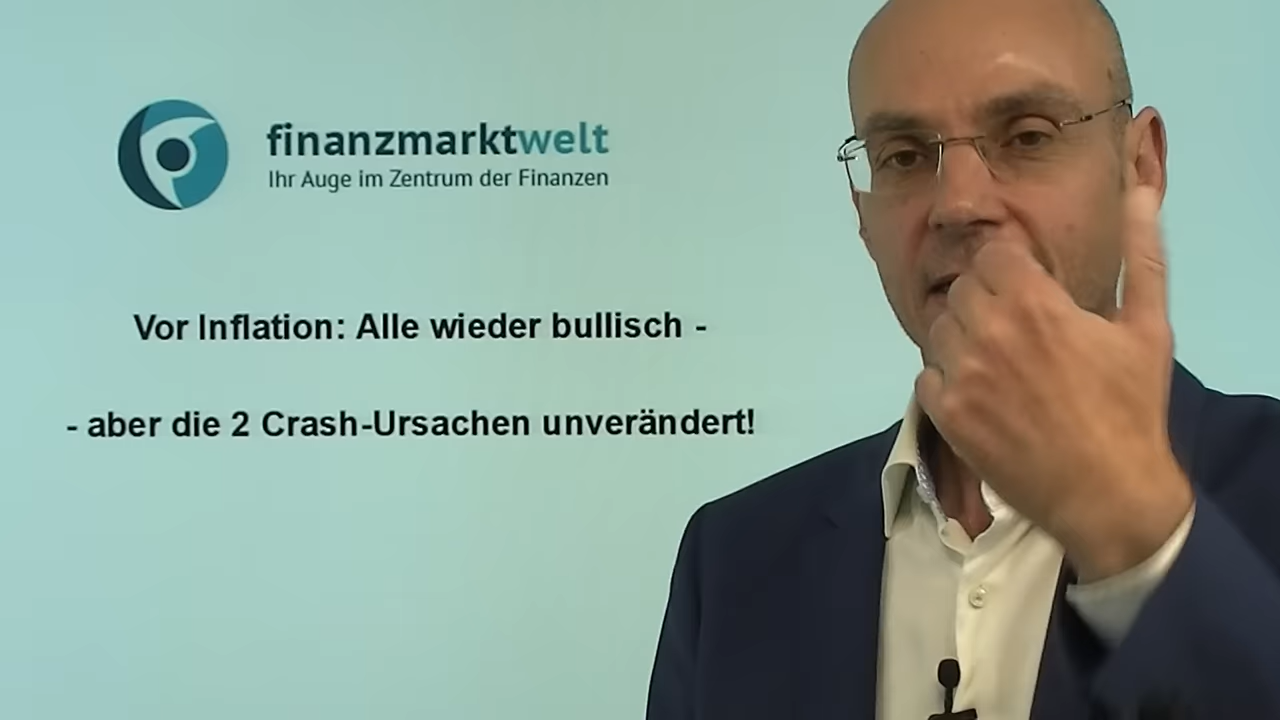 finanzmarktwelt
Ihr Auge im Zentrum der Finanzen
Vor Inflation: Alle wieder bullisch -
- aber die 2 Crash-Ursachen unverändert!